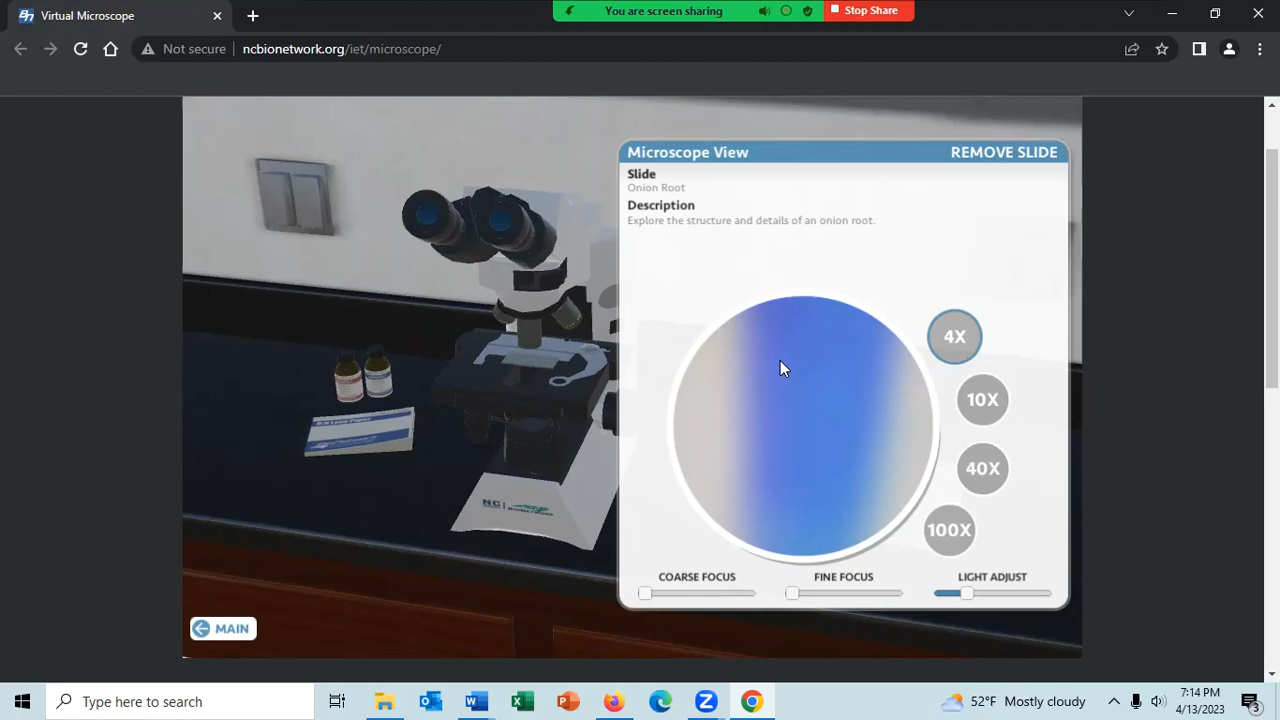 Virtual Microscope
You are screen sharing
Stop Share
Not secure
ncbionetwork.org/iet/microscope/
Microscope View
REMOVE SLIDE
Slide
Onion Root
Description
Explore the structure and details of an onion root.
4X
10X
40X
100X
COARSE FOCUS
FINE FOCUS
LIGHT ADJUST
NC
MAIN
Type here to search
52°F Mostly cloudy
7:14 PM
4/13/2023
3